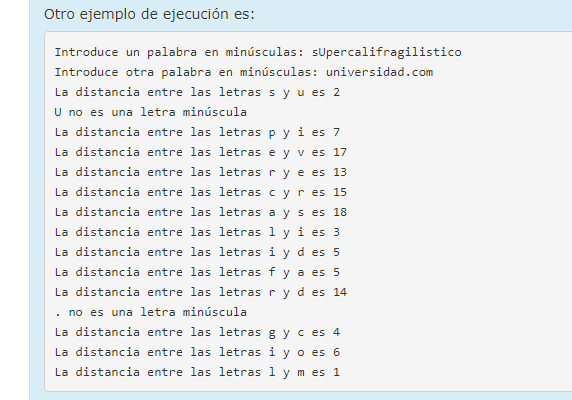 Otro ejemplo de ejecución es:
Introduce un palabra en minúsculas: sUpercalifragilistico
Introduce otra palabra en minúsculas: universidad.com
La distancia entre las letras s y u es 2
U no es una letra minúscula
La distancia entre las letras p y i es 7
La distancia entre las letras e y v es 17
La distancia entre las letras r y e es 13
La distancia entre las letras c y r es 15
La distancia entre las letras a y s es 18
La distancia entre las letras l y i es 3
La distancia entre las letras i y d es 5
La distancia entre las letras f y a es 5
La distancia entre las letras r y d es 14
. no es una letra minúscula
La distancia entre las letras g y c es 4
La distancia entre las letras i y o es 6
La distancia entre las letras l y m es 1